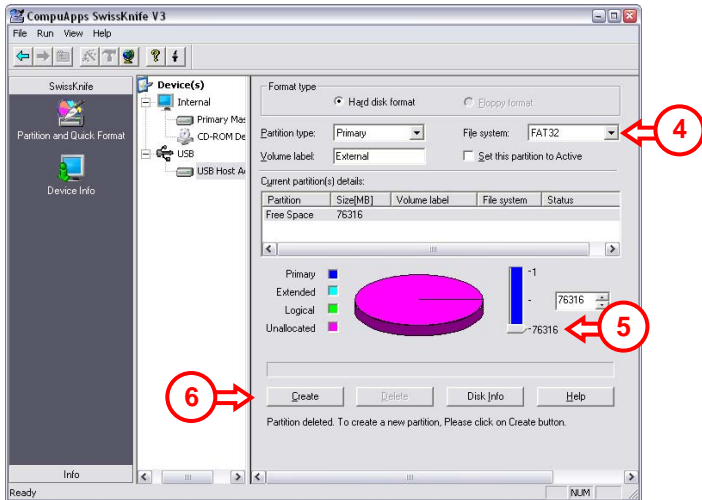 CompuApps SwissKnife V3
File Run View Help
SwissKnife
Partition and Quick Format
Device Info
Info
Device(s)
Internal
Primary Mas
CD-ROM De
USB
USB Host A
Format type
Hard disk format
Floppy format
Partition type: Primary
File system: FAT32
4
Volume label: External
Set this partition to Active
Current partition(s) details:
Partition Size[MB] Volume label File system Status
Free Space 76316
Primary
Extended
Logical
Unallocated
-1
-
76316
-76316
5
6
Create Delete Disk Info Help
Partition deleted. To create a new partition, Please click on Create button.
Ready
NUM